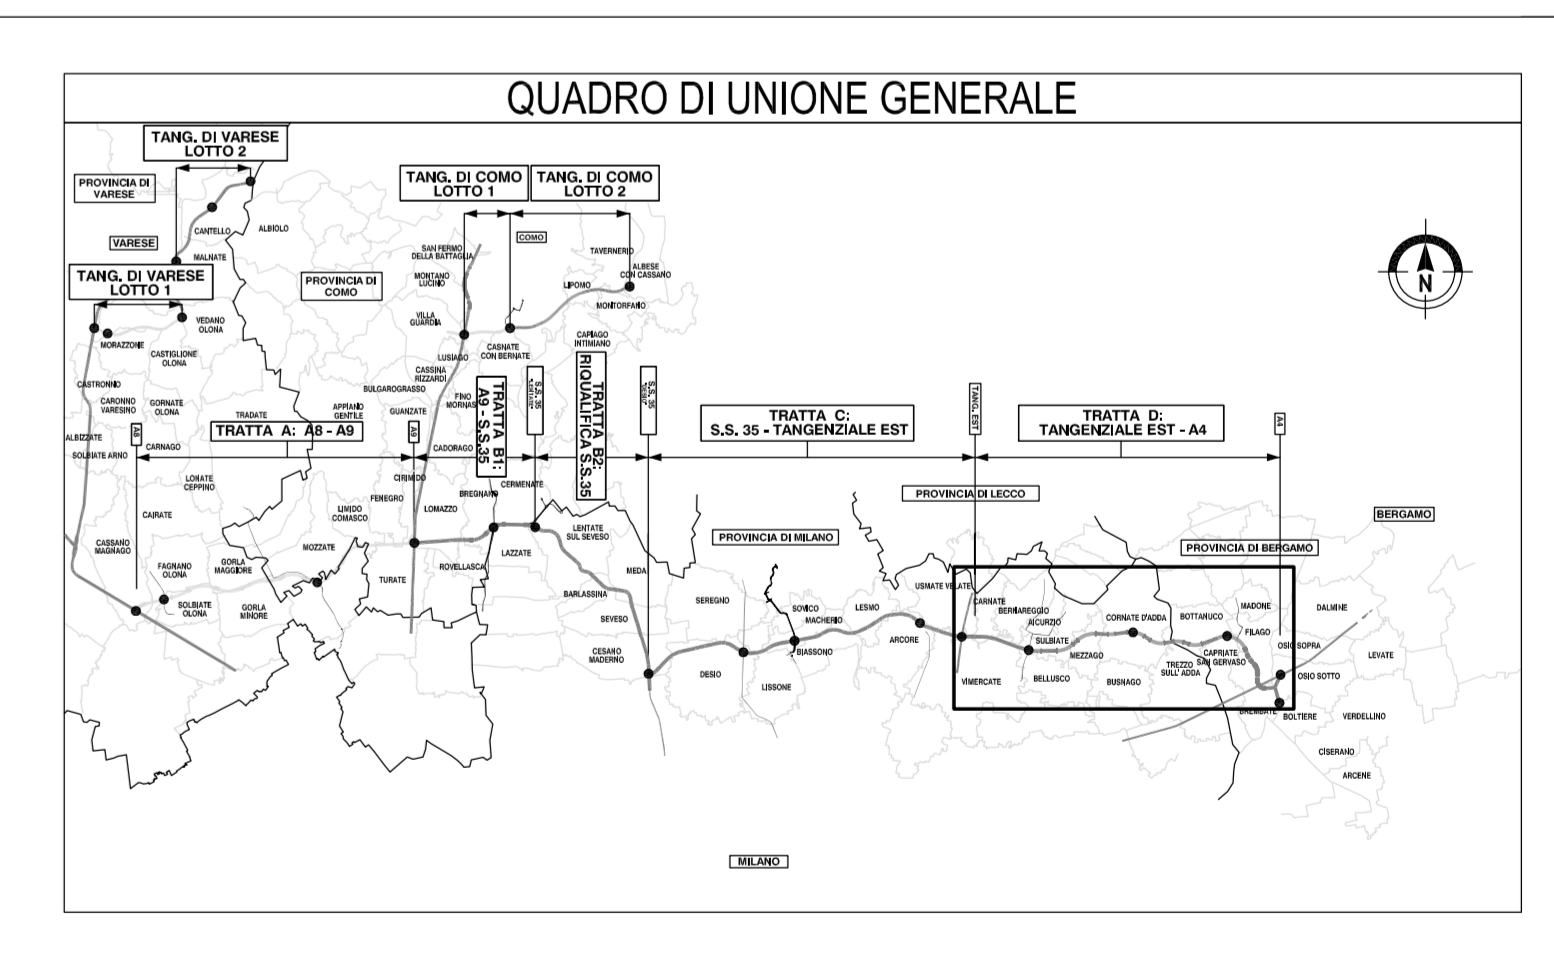 QUADRO DI UNIONE GENERALE
TANG. DI VARESE
LOTTO 2
PROVINCIA DI
VARESE
CANTELLO
ALBIOLO
VARESE
MALNATE
TANG. DI VARESE
LOTTO 1
VEDANO
OLONA
MORAZZONE
CASTIGLIONE
OLONA
CASTRONNO
CARONNO
VARESINO
GORNATE
OLONA
TRADATE
ALBIZZATE
CARNAGO
SOLBIATE ARNO
LONATE
CEPPINO
CAIRATE
CASSANO
MAGNAGO
FAGNANO
OLONA
GORLA
MAGGIORE
SOLBIATE
OLONA
GORLA
MINORE
MOZZATE
LIMIDO
COMASCO
FENEGRO
CIRIMIDO
TURATE
A8
TRATTA A: A8 - A9
A9
PROVINCIA DI
COMO
TANG. DI COMO
LOTTO 1
TANG. DI COMO
LOTTO 2
COMO
SAN FERMO
DELLA BATTAGLIA
MONTANO
LUCINO
VILLA
GUARDIA
TAVERNERIO
ALBESE
CON CASSANO
LIPOMO
MONTORFANO
CAPIAGO
INTIMIANO
CASNATE
CON BERNATE
LUSIAGO
CASSINA
RIZZARDI
BULGAROGRASSO
APPIANO
GENTILE
GUANZATE
FINO
MORNAS
CADORAGO
LOMAZZO
BREGNANO
CERMENATE
ROVELLASCA
LAZZATE
LENTATE
SUL SEVESO
TRATTA B1:
A9 - S.S.35
S.S. 35
"LENTATE"
TRATTA B2:
RIQUALIFICA S.S.35
S.S. 35
"DESIO"
TRATTA C:
S.S. 35 - TANGENZIALE EST
TANG. EST
TRATTA D:
TANGENZIALE EST - A4
A4
PROVINCIA DI LECCO
BERGAMO
PROVINCIA DI MILANO
PROVINCIA DI BERGAMO
MEDA
BARLASSINA
SEVESO
CESANO
MADERNO
SEREGNO
DESIO
LISSONE
SOVICO
MACHERIO
BIASSONO
LESMO
ARCORE
USMATE VELATE
CARNATE
BERNAREGGIO
AICURZIO
SULBIATE
MEZZAGO
VIMERCATE
BELLUSCO
BUSNAGO
CORNATE D'ADDA
BOTTANUCO
TREZZO
SULL' ADDA
CAPRIATE
SAN GERVASO
MADONE
FILAGO
DALMINE
OSIO SOPRA
LEVATE
OSIO SOTTO
BREMBATE
BOLTIERE
VERDELLINO
CISERANO
ARCENE
MILANO
N